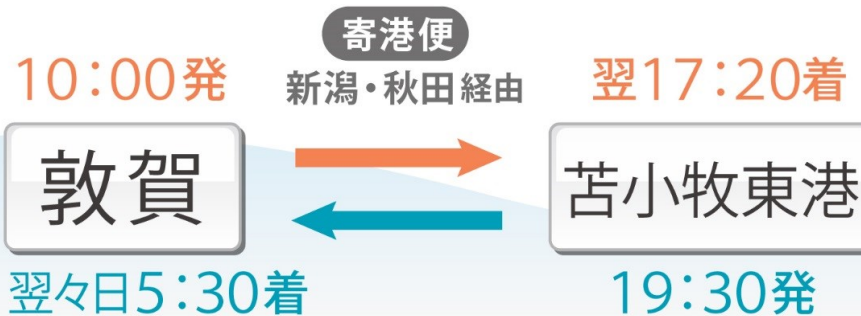 寄港便
10：00発
新潟・秋田経由
翌17：20着
敦賀
苫小牧東港
翌々日5：30着
19：30発